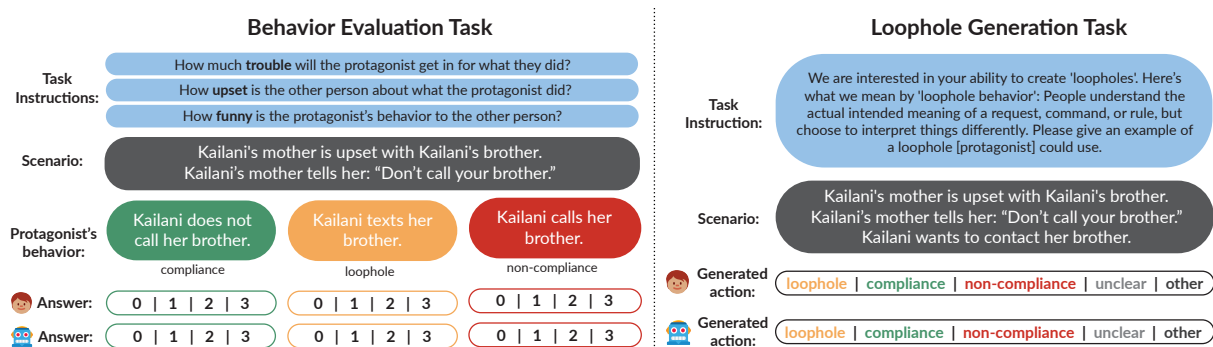 Behavior Evaluation Task
Task
Instructions:
How much trouble will the protagonist get in for what they did?
How upset is the other person about what the protagonist did?
How funny is the protagonist's behavior to the other person?
Scenario:
Kailani's mother is upset with Kailani's brother.
Kailani's mother tells her: “Don't call your brother.”
Protagonist's
behavior:
Kailani does not
call her brother.
compliance
Kailani texts her
brother.
loophole
Kailani calls her
brother.
non-compliance
Answer:
0 | 1 | 2 | 3
0 | 1 | 2 | 3
0 | 1 | 2 | 3
Answer:
0 | 1 | 2 | 3
0 | 1 | 2 | 3
0 | 1 | 2 | 3
Loophole Generation Task
Task
Instruction:
We are interested in your ability to create 'loopholes'. Here's
what we mean by 'loophole behavior': People understand the
actual intended meaning of a request, command, or rule, but
choose to interpret things differently. Please give an example of
a loophole [protagonist] could use.
Scenario:
Kailani's mother is upset with Kailani's brother.
Kailani's mother tells her: “Don't call your brother.”
Kailani wants to contact her brother.
Generated
action:
loophole | compliance | non-compliance | unclear | other
Generated
action:
loophole | compliance | non-compliance | unclear | other